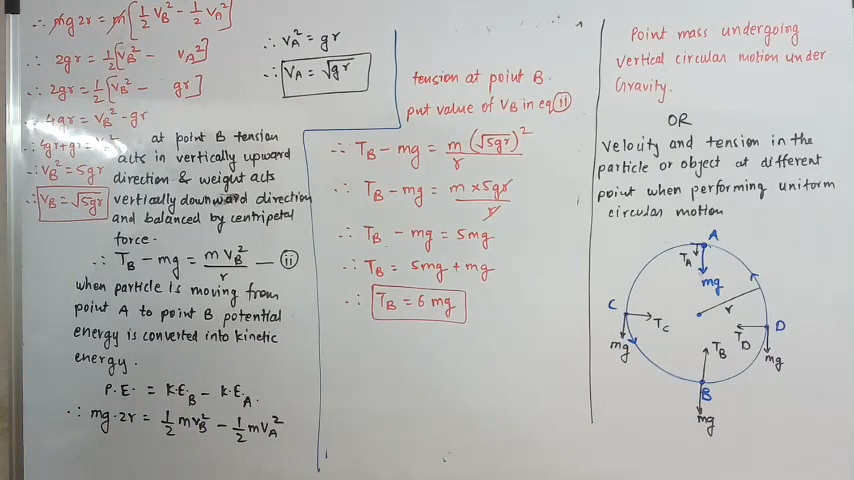 ∴ mg2r = m[1/2 VB² - 1/2 VA²]
∴ 2gr = 1/2[VB² - VA²]
∴ 2gr = 1/2[VB² - gr]
∴ 4gr = VB² - gr
∴ 4gr + gr =
∴ VB² = 5gr
∴ VB = √5gr
at point B tension
acts in vertically upward
direction & weight acts
vertically downward direction
and balanced by centripetal
force.
∴ TB - mg = m VB²/r — (ii)
when particle is moving from
point A to point B potential
energy is converted into kinetic
energy.
P.E. = K.E.B - K.E.A.
∴ mg·2r = 1/2 mVB² - 1/2 mVA²
∴ VA² = gr
∴ VA = √gr
tension at point B.
put value of VB in eq (ii)
∴ TB - mg = m(√5gr)²/r
∴ TB - mg = m × 5gr/r
∴ TB - mg = 5mg
∴ TB = 5mg + mg
∴ TB = 6 mg
Point mass undergoing
vertical circular motion under
Gravity.
OR
Velocity and tension in the
particle or object at different
point when performing uniform
circular motion
A
TA
mg
r
C
TC
mg
D
TD
mg
TB
B
mg